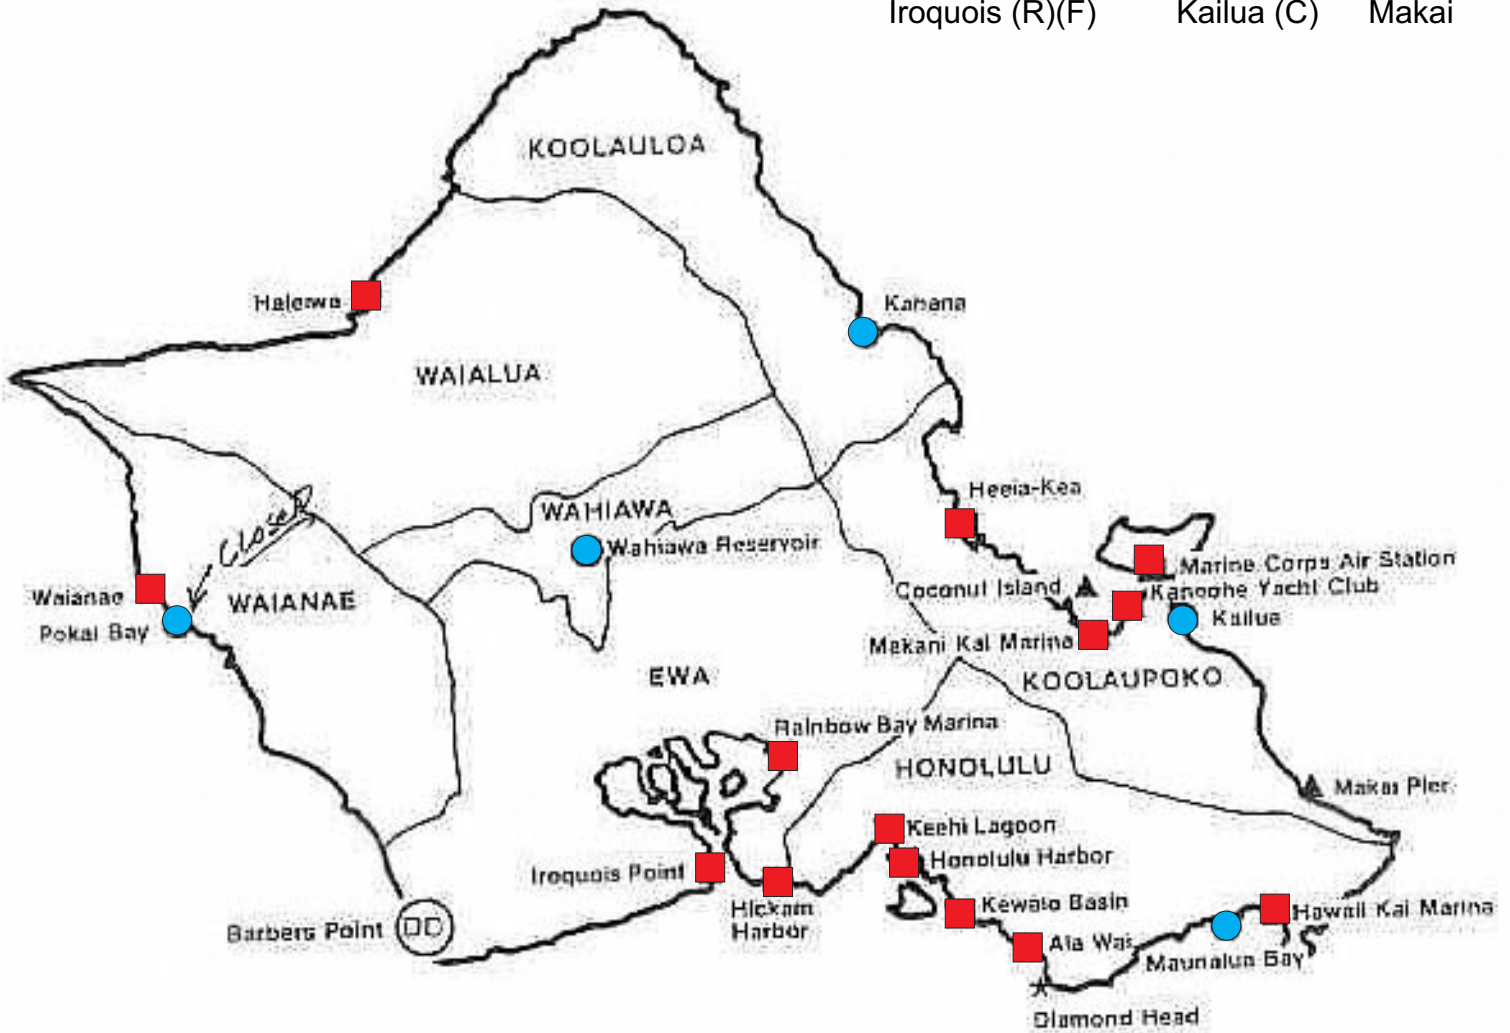 Iroquois (R)(F) Kailua (C) Makai
KOOLAULOA
Haleiwa
Kahana
WAIALUA
Heeia-Kea
CLOSED
WAHIAWA
Wahiawa Reservoir
Marine Corps Air Station
Coconut Island
Kaneohe Yacht Club
Waianae
WAIANAE
Kailua
Pokai Bay
Makani Kai Marina
EWA
KOOLAUPOKO
Rainbow Bay Marina
HONOLULU
Makai Pier
Keehi Lagoon
Honolulu Harbor
Iroquois Point
Hickam
Harbor
Kewalo Basin
Hawaii Kai Marina
Barbers Point
DD
Ala Wai
Maunalua Bay
Diamond Head